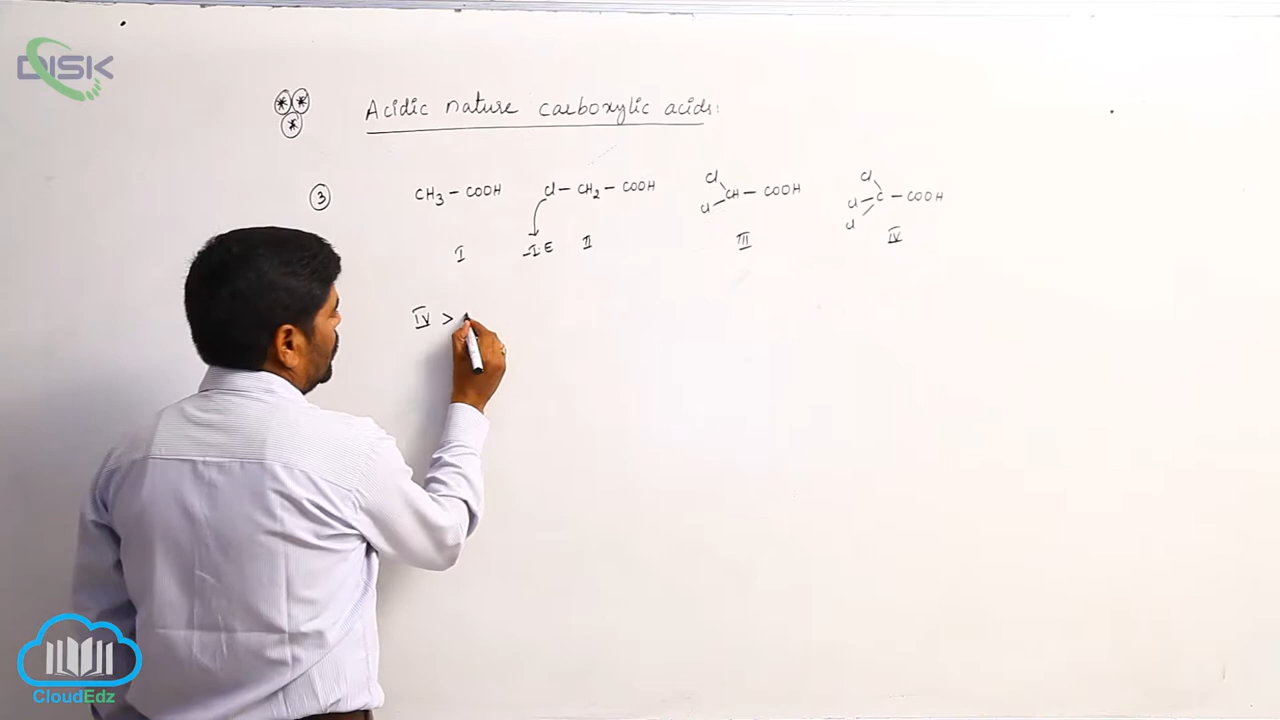 DISK
Acidic nature carboxylic acids:
③ CH₃ — COOH Cl — CH₂ — COOH Cl Cl CH — COOH Cl Cl Cl C — COOH
I -I.E II III IV
IV >
CloudEdz